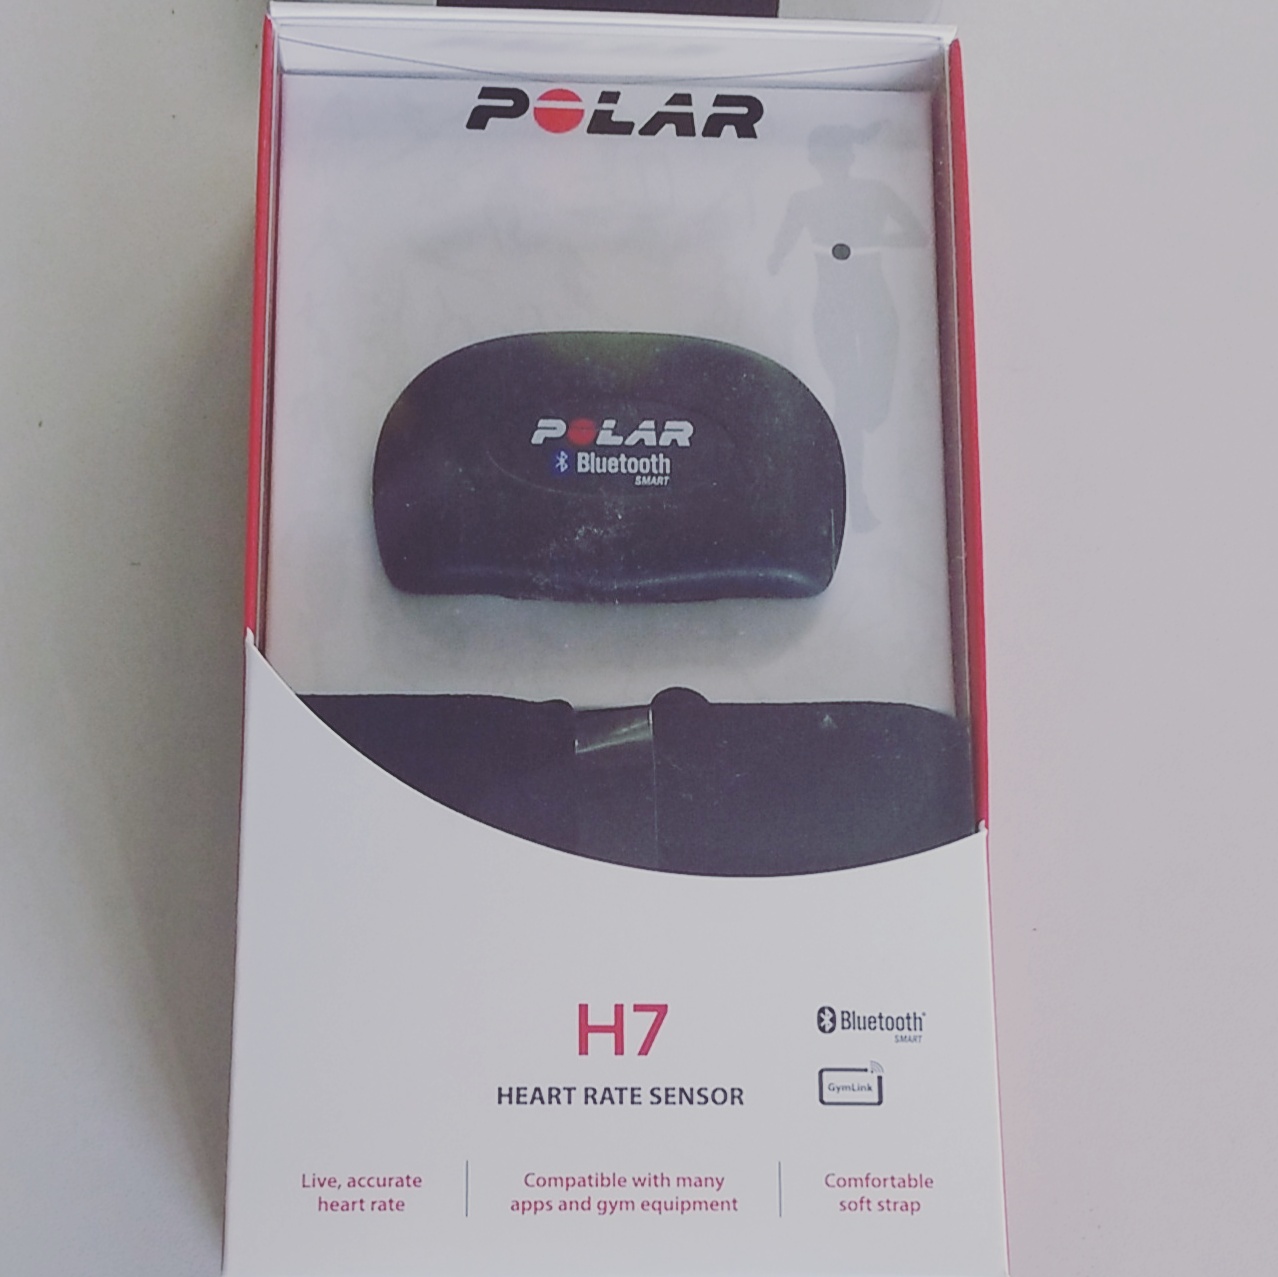 POLAR
POLAR
Bluetooth
SMART
H7
HEART RATE SENSOR
Bluetooth®
SMART
GymLink
Live, accurate
heart rate
Compatible with many
apps and gym equipment
Comfortable
soft strap